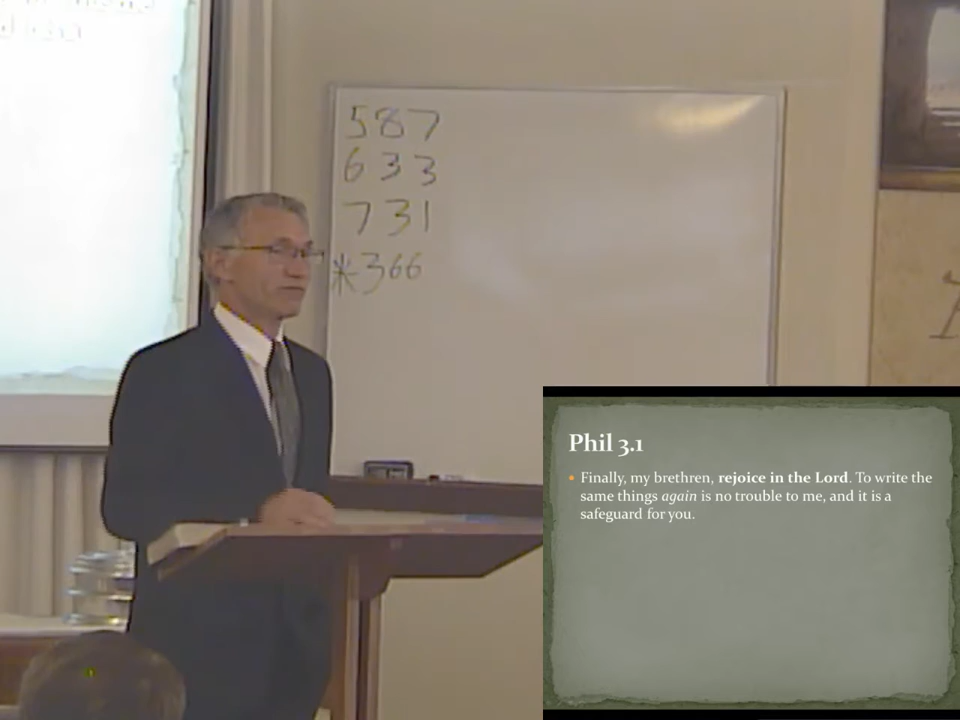 587
633
731
*366
Phil 3.1
Finally, my brethren, rejoice in the Lord. To write the
same things again is no trouble to me, and it is a
safeguard for you.